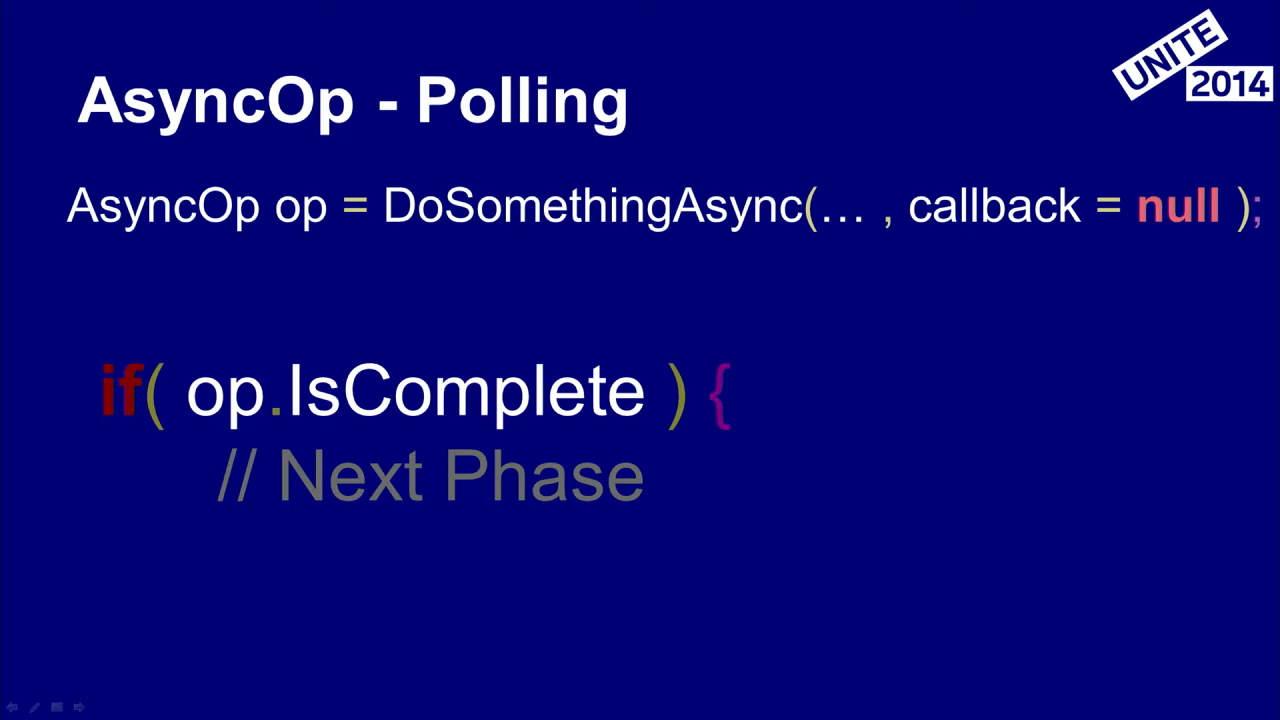 UNITE
2014
AsyncOp - Polling
AsyncOp op = DoSomethingAsync(… , callback = null );
if( op.IsComplete ) {
// Next Phase